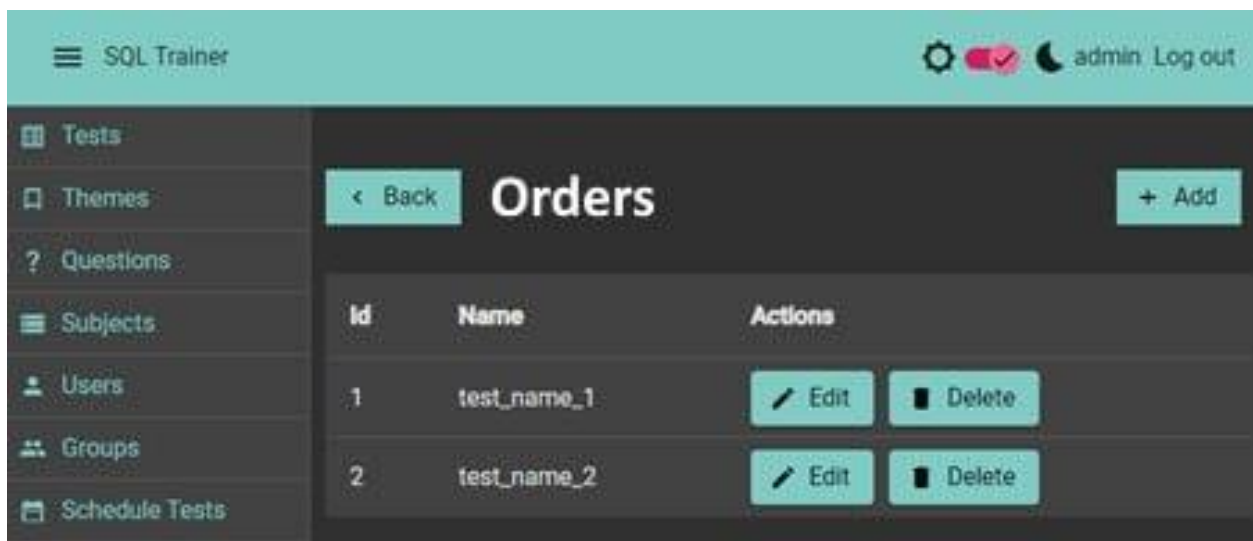 SQL Trainer
admin Log out
Tests
Themes
? Questions
Subjects
Users
Groups
Schedule Tests
< Back
Orders
+ Add
Id Name Actions
1 test_name_1 Edit Delete
2 test_name_2 Edit Delete